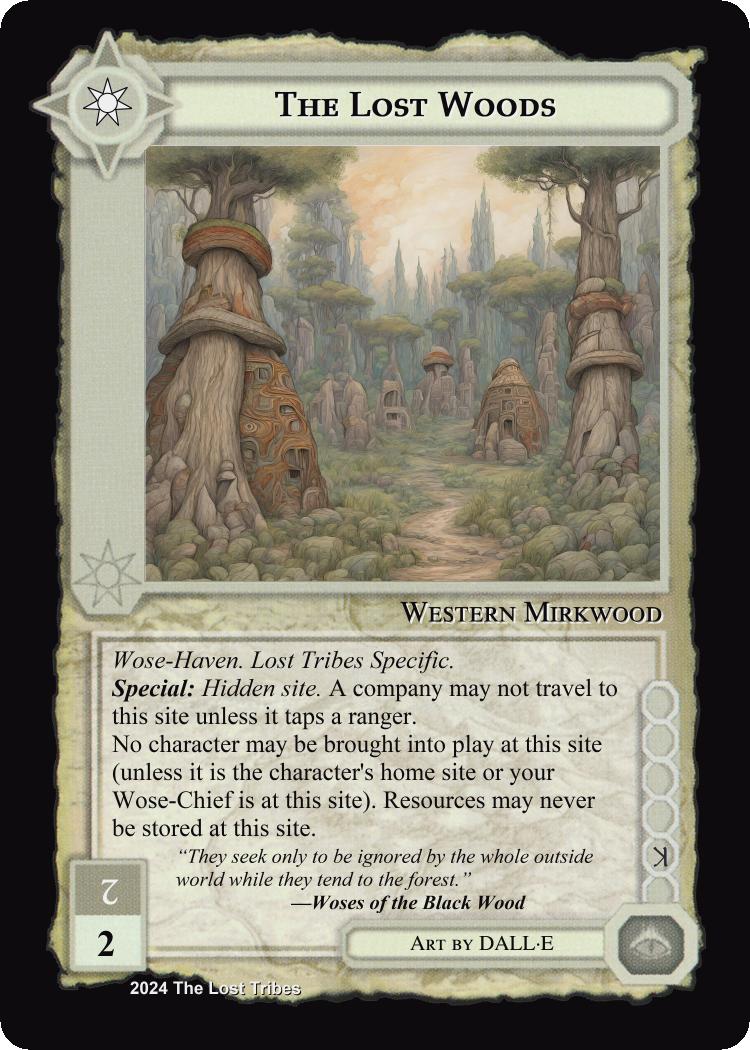 The Lost Woods
Western Mirkwood
Wose-Haven. Lost Tribes Specific.
Special: Hidden site. A company may not travel to
this site unless it taps a ranger.
No character may be brought into play at this site
(unless it is the character's home site or your
Wose-Chief is at this site). Resources may never
be stored at this site.
“They seek only to be ignored by the whole outside
world while they tend to the forest.”
—Woses of the Black Wood
2
2
Art by DALL·E
2024 The Lost Tribes